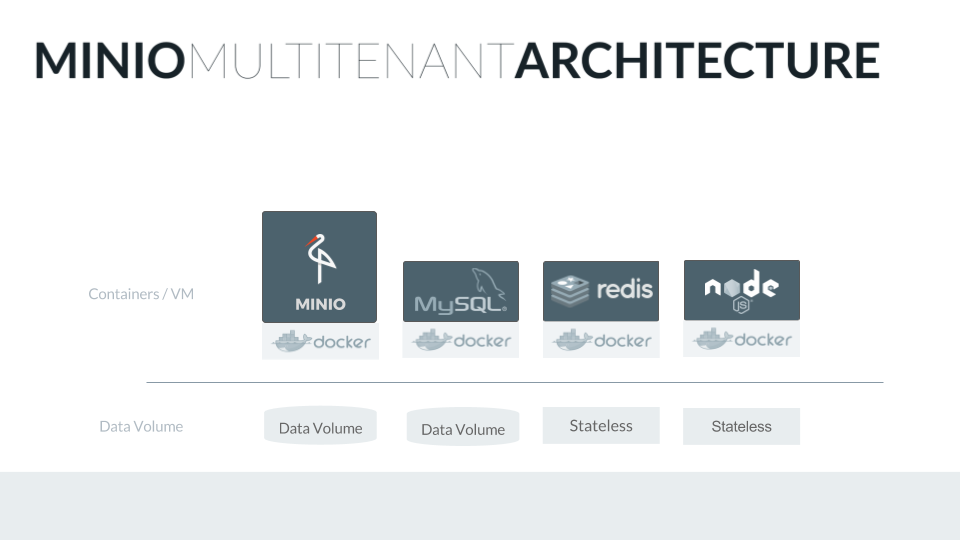 MINIOMULTITENANTARCHITECTURE
Containers / VM
MINIO
docker
MySQL®
docker
redis
docker
node
JS
docker
Data Volume
Data Volume
Data Volume
Stateless
Stateless